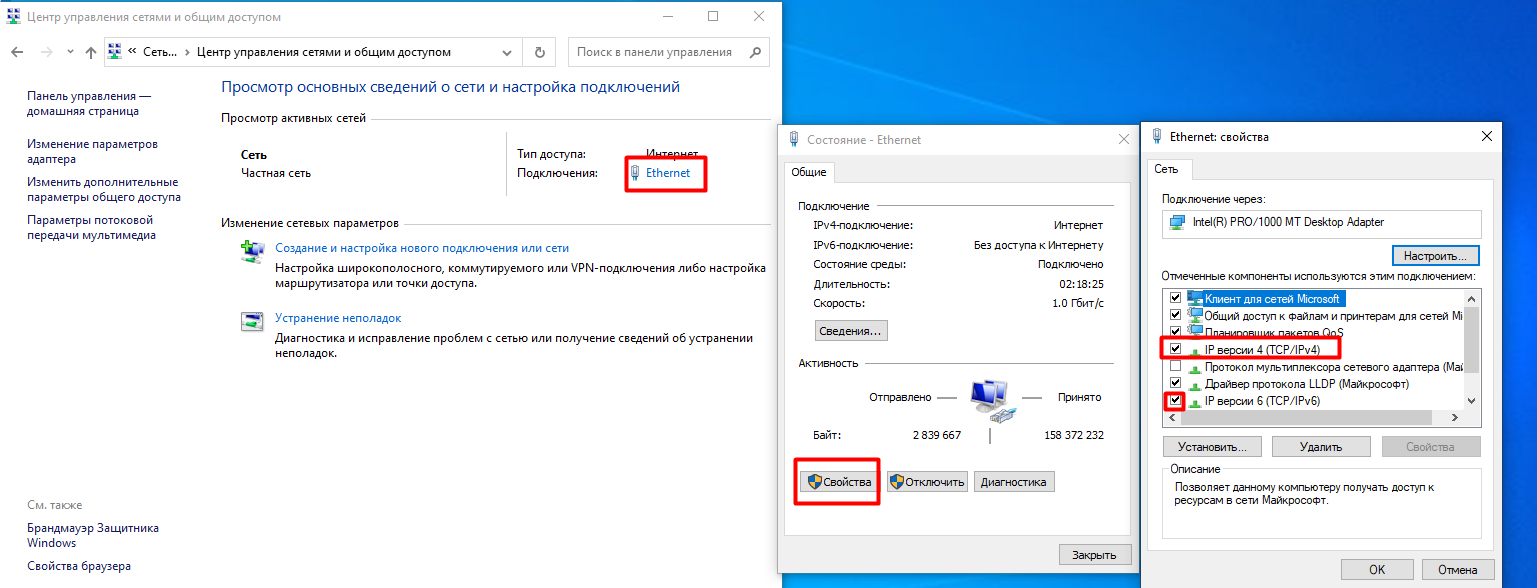 Центр управления сетями и общим доступом
« Сеть... › Центр управления сетями и общим доступом
Поиск в панели управления
Панель управления —
домашняя страница
Изменение параметров
адаптера
Изменить дополнительные
параметры общего доступа
Параметры потоковой
передачи мультимедиа
См. также
Брандмауэр Защитника
Windows
Свойства браузера
Просмотр основных сведений о сети и настройка подключений
Просмотр активных сетей
Сеть
Частная сеть
Тип доступа: Интернет
Подключения: Ethernet
Изменение сетевых параметров
Создание и настройка нового подключения или сети
Настройка широкополосного, коммутируемого или VPN-подключения либо настройка
маршрутизатора или точки доступа.
Устранение неполадок
Диагностика и исправление проблем с сетью или получение сведений об устранении
неполадок.
Состояние - Ethernet
Общие
Подключение
IPv4-подключение: Интернет
IPv6-подключение: Без доступа к Интернету
Состояние среды: Подключено
Длительность: 02:18:25
Скорость: 1.0 Гбит/с
Сведения...
Активность
Отправлено — — Принято
Байт: 2 839 667 158 372 232
Свойства Отключить Диагностика
Закрыть
Ethernet: свойства
Сеть
Подключение через:
Intel(R) PRO/1000 MT Desktop Adapter
Настроить...
Отмеченные компоненты используются этим подключением:
Клиент для сетей Microsoft
Общий доступ к файлам и принтерам для сетей Mi
Планировщик пакетов QoS
IP версии 4 (TCP/IPv4)
Протокол мультиплексора сетевого адаптера (Май
Драйвер протокола LLDP (Майкрософт)
IP версии 6 (TCP/IPv6)
Установить... Удалить Свойства
Описание
Позволяет данному компьютеру получать доступ к
ресурсам в сети Майкрософт.
OK Отмена